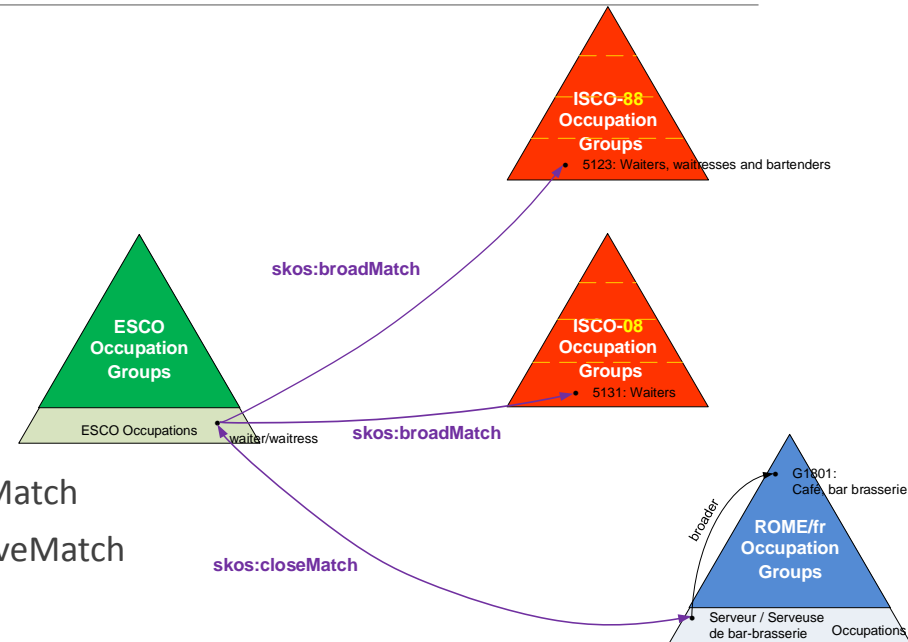 ISCO-88
Occupation
Groups
5123: Waiters, waitresses and bartenders
skos:broadMatch
ESCO
Occupation
Groups
ISCO-08
Occupation
Groups
5131: Waiters
ESCO Occupations
waiter/waitress
skos:broadMatch
Match
veMatch
G1801:
Café, bar brasserie
broader
ROME/fr
Occupation
Groups
skos:closeMatch
Serveur / Serveuse
de bar-brasserie
Occupations